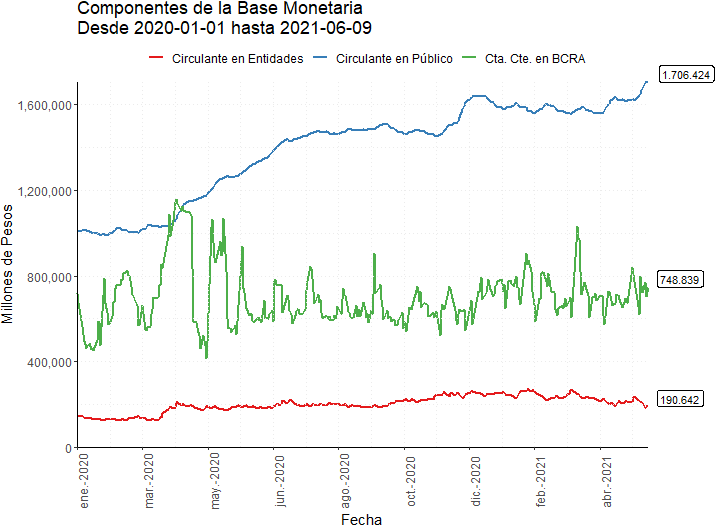 Componentes de la Base Monetaria
Desde 2020-01-01 hasta 2021-06-09
Circulante en Entidades Circulante en Público Cta. Cte. en BCRA
1.706.424
1,600,000
1,200,000
Millones de Pesos
800,000
748.839
400,000
190.642
0
ene.-2020 mar.-2020 may.-2020 jun.-2020 ago.-2020 oct.-2020 dic.-2020 feb.-2021 abr.-2021
Fecha